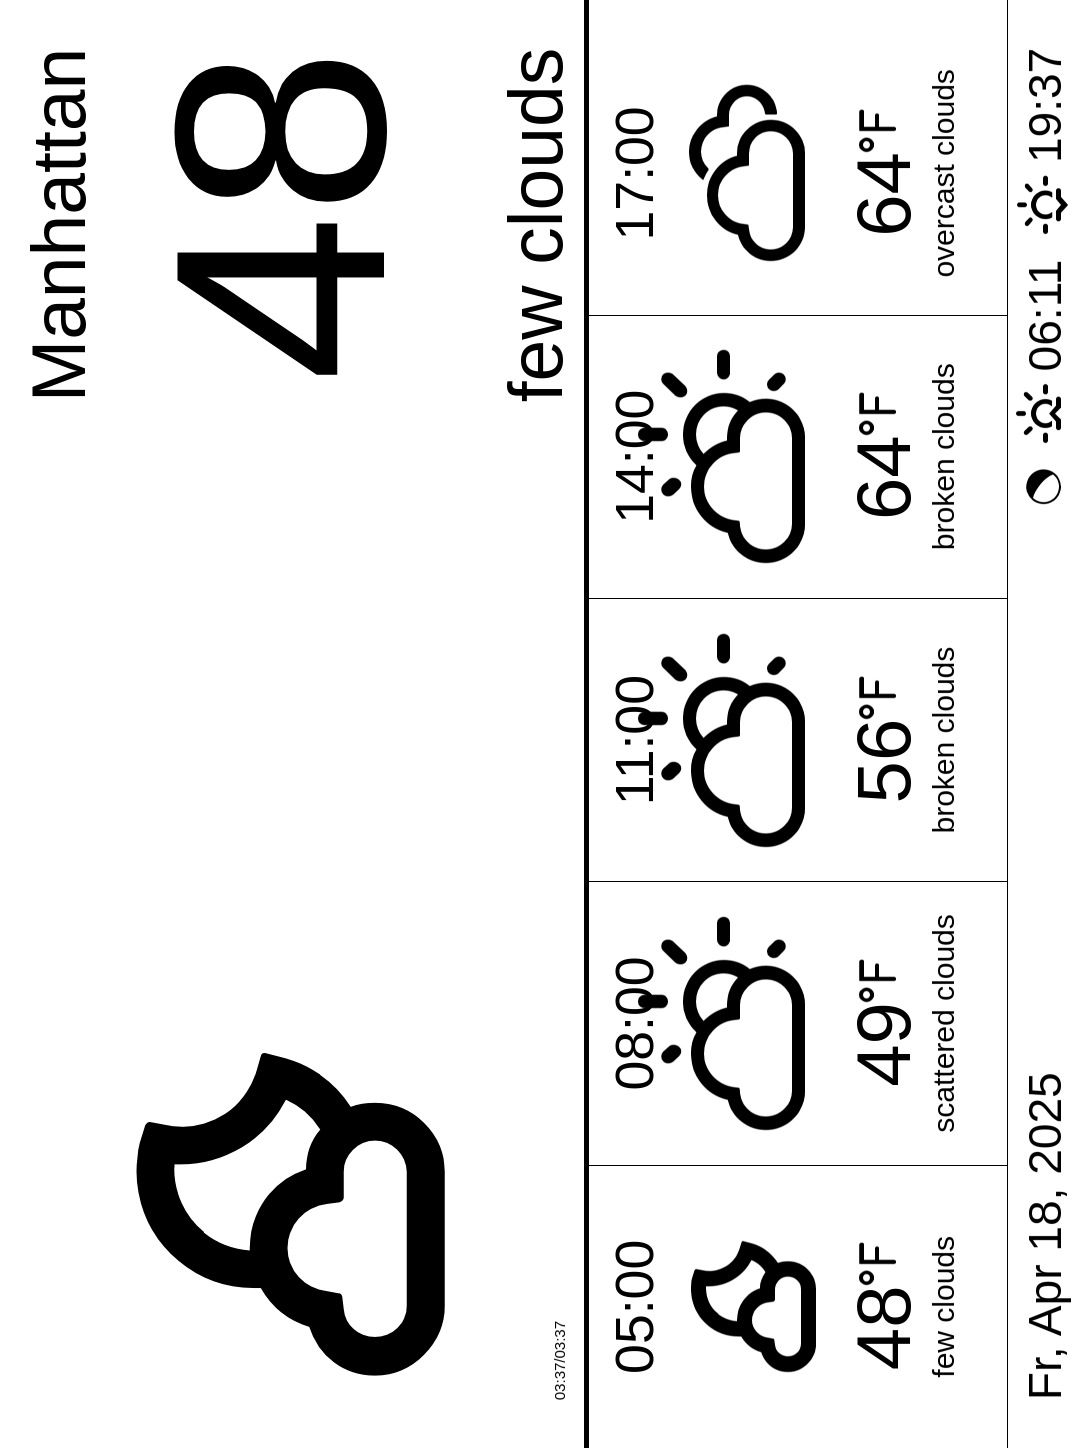 Manhattan
48
few clouds
03:37/03:37
05:00
48°F
few clouds
08:00
49°F
scattered clouds
11:00
56°F
broken clouds
14:00
64°F
broken clouds
17:00
64°F
overcast clouds
Fr, Apr 18, 2025
06:11
19:37